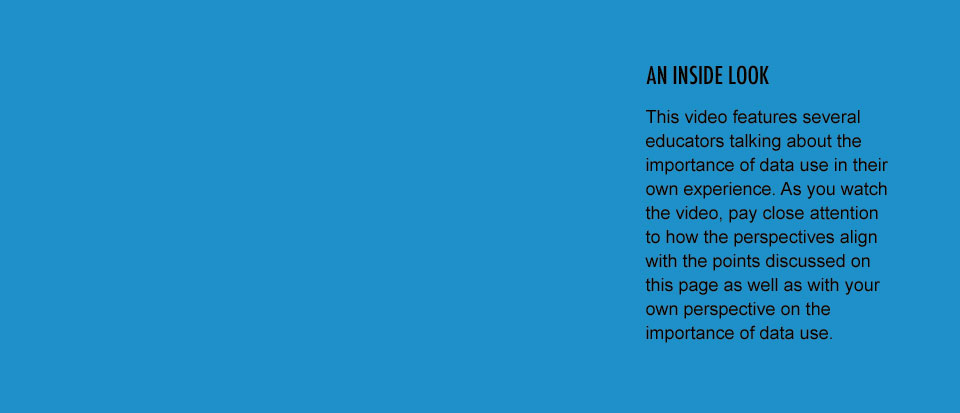 AN INSIDE LOOK
This video features several
educators talking about the
importance of data use in their
own experience. As you watch
the video, pay close attention
to how the perspectives align
with the points discussed on
this page as well as with your
own perspective on the
importance of data use.